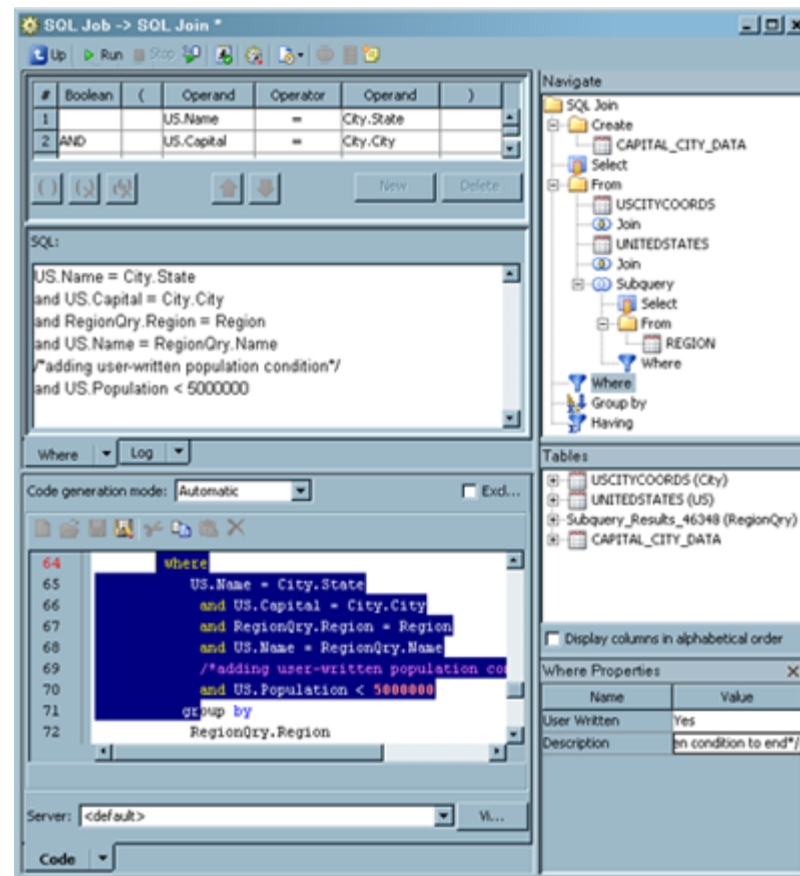 SQL Job -> SQL Join *
Up Run Stop
# Boolean ( Operand Operator Operand )
1 US.Name = City.State
2 AND US.Capital = City.City
New Delete
SQL:
US.Name = City.State
and US.Capital = City.City
and RegionQry.Region = Region
and US.Name = RegionQry.Name
/*adding user-written population condition*/
and US.Population < 5000000
Where Log
Code generation mode: Automatic Excl...
64 where
65 US.Name = City.State
66 and US.Capital = City.City
67 and RegionQry.Region = Region
68 and US.Name = RegionQry.Name
69 /*adding user-written population co
70 and US.Population < 5000000
71 group by
72 RegionQry.Region
Server: <default> Vi...
Code
Navigate
SQL Join
Create
CAPITAL_CITY_DATA
Select
From
USCITYCOORDS
Join
UNITEDSTATES
Join
Subquery
Select
From
REGION
Where
Where
Group by
Having
Tables
USCITYCOORDS (City)
UNITEDSTATES (US)
Subquery_Results_46348 (RegionQry)
CAPITAL_CITY_DATA
Display columns in alphabetical order
Where Properties
Name Value
User Written Yes
Description en condition to end*/